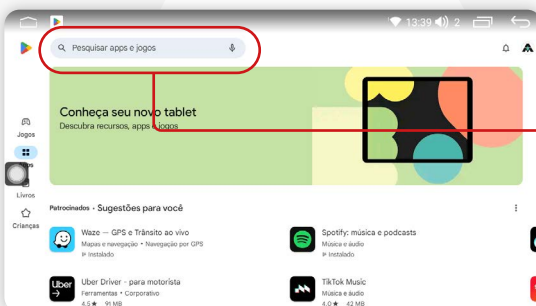 13:39 2
Pesquisar apps e jogos
Conheça seu novo tablet
Descubra recursos, apps e jogos
Jogos
Livros
Crianças
Patrocinados • Sugestões para você
Waze — GPS e Trânsito ao vivo
Mapas e navegação • Navegação por GPS
Instalado
Spotify: música e podcasts
Música e áudio
Instalado
Uber
Uber Driver - para motorista
Ferramentas • Corporativo
4,5★ 91 MB
TikTok Music
Música e áudio
4,0★ 42 MB